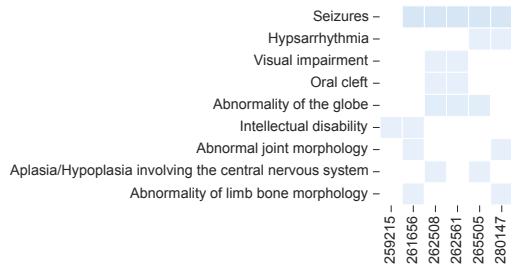 Seizures
Hypsarrhythmia
Visual impairment
Oral cleft
Abnormality of the globe
Intellectual disability
Abnormal joint morphology
Aplasia/Hypoplasia involving the central nervous system
Abnormality of limb bone morphology
259215
261656
262508
262561
265505
280147